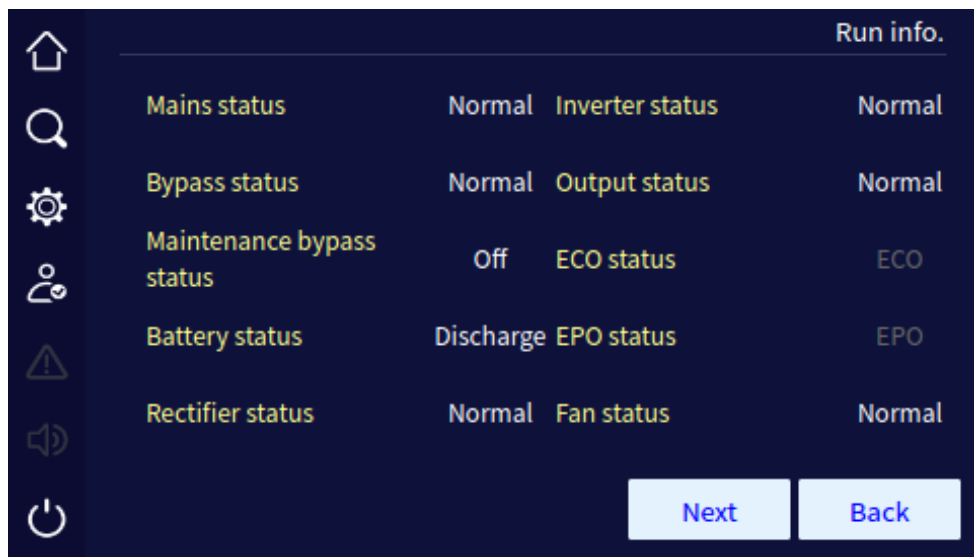 Run info.
Mains status Normal Inverter status Normal
Bypass status Normal Output status Normal
Maintenance bypass
status Off ECO status ECO
Battery status Discharge EPO status EPO
Rectifier status Normal Fan status Normal
Next Back